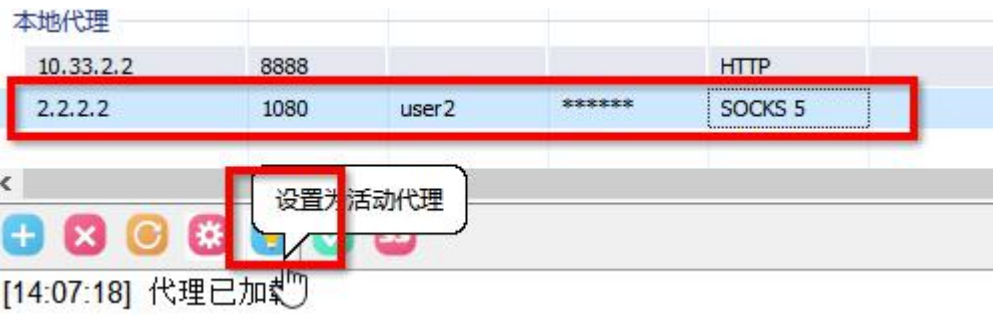 本地代理
10.33.2.2 8888 HTTP
2.2.2.2 1080 user2 ****** SOCKS 5
设置为活动代理
[14:07:18] 代理已加载